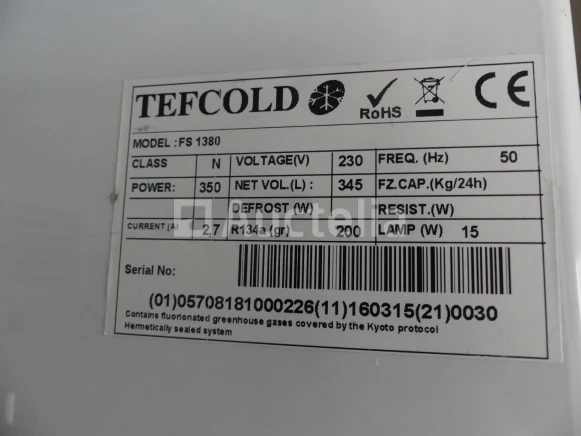 TEFCOLD
RoHS
CE
MODEL :FS 1380
CLASS N VOLTAGE(V) 230 FREQ. (Hz) 50
POWER: 350 NET VOL.(L) : 345 FZ.CAP.(Kg/24h)
DEFROST (W) RESIST.(W)
CURRENT (A) 2,7 R134a (gr) 200 LAMP (W) 15
Auctelia
Serial No:
(01)05708181000226(11)160315(21)0030
Contains fluorionated greenhouse gases covered by the Kyoto protocol
Hermetically sealed system